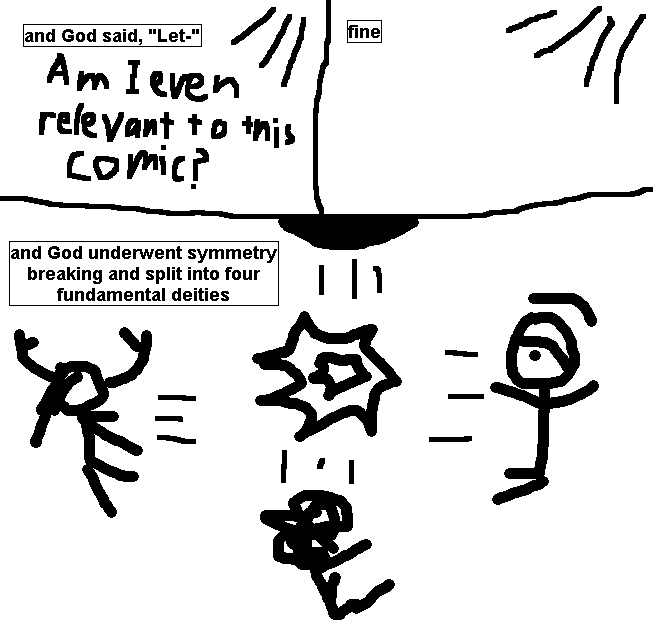 and God said, "Let-"
Am I even
relevant to this
comic?
fine
and God underwent symmetry
breaking and split into four
fundamental deities